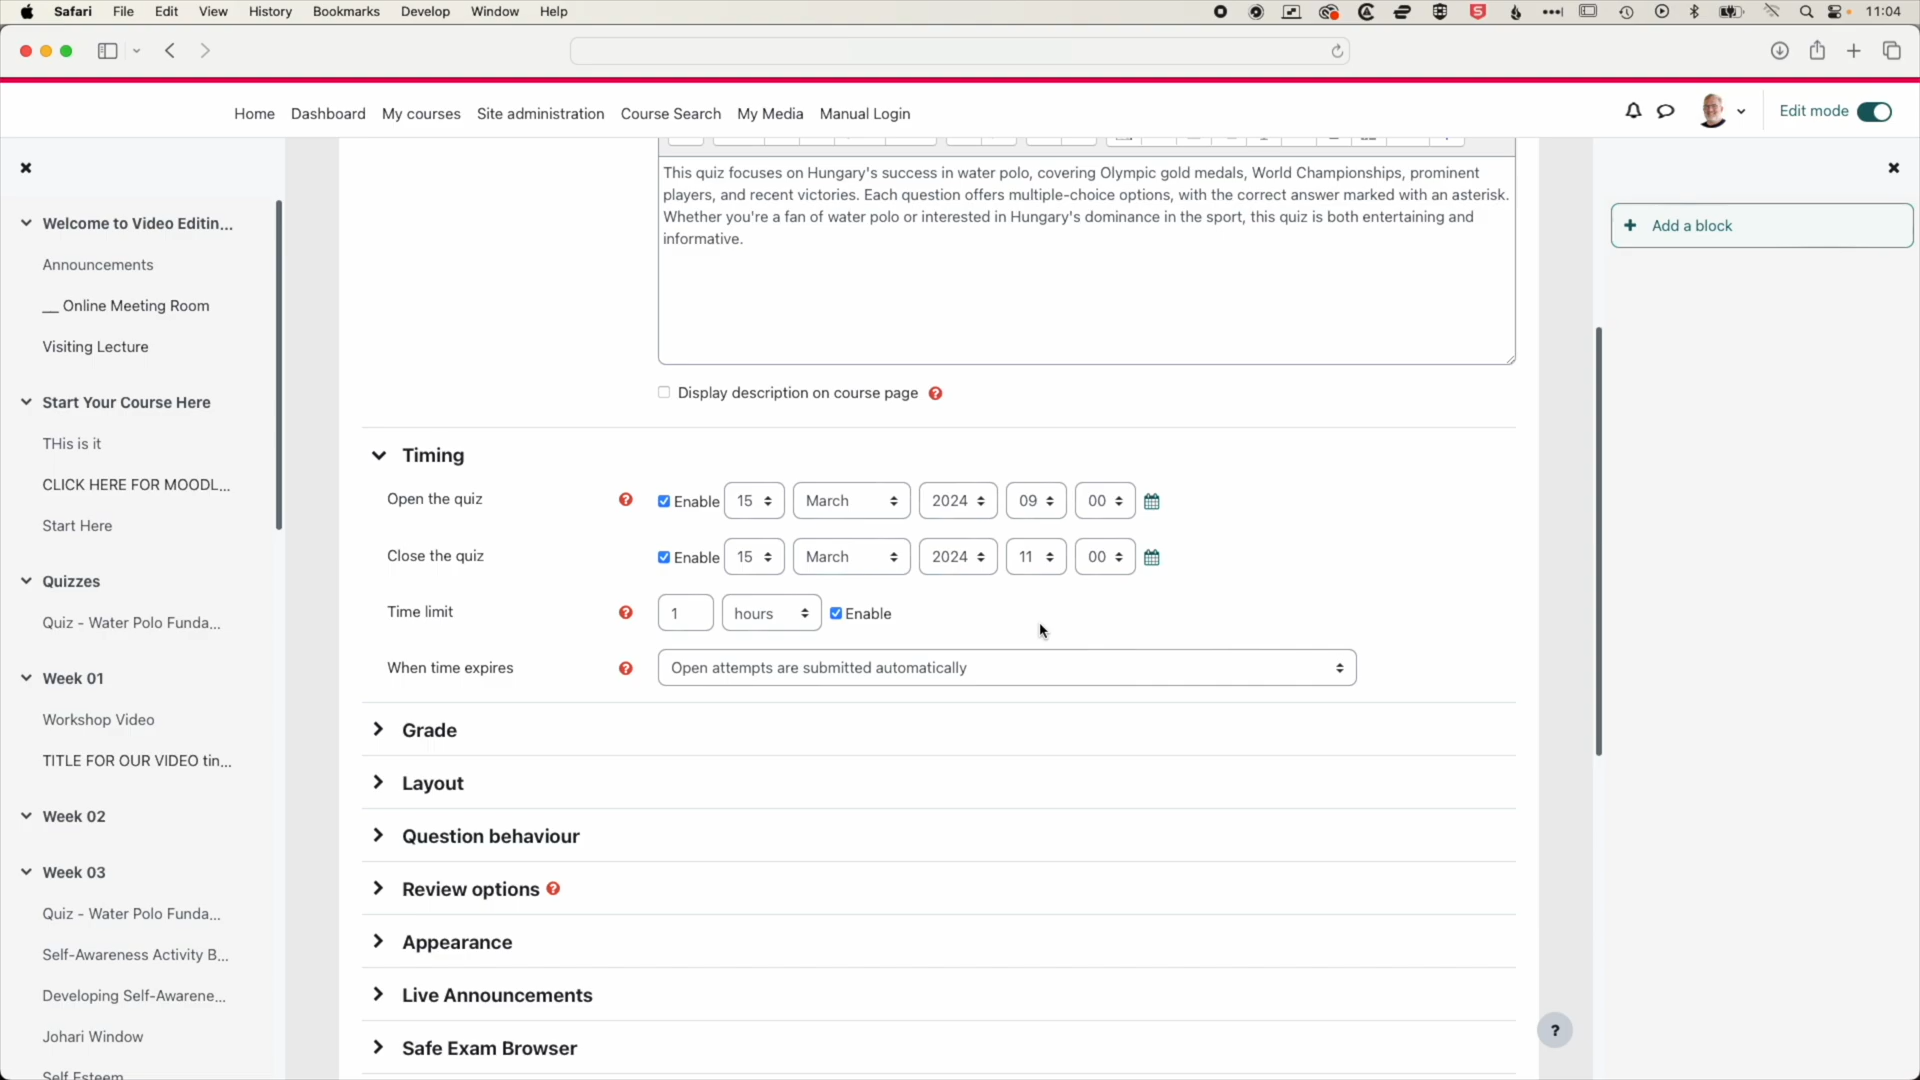 Safari File Edit View History Bookmarks Develop Window Help 11:04
Home Dashboard My courses Site administration Course Search My Media Manual Login Edit mode
Welcome to Video Editin...
Announcements
__ Online Meeting Room
Visiting Lecture
Start Your Course Here
THis is it
CLICK HERE FOR MOODL...
Start Here
Quizzes
Quiz - Water Polo Funda...
Week 01
Workshop Video
TITLE FOR OUR VIDEO tin...
Week 02
Week 03
Quiz - Water Polo Funda...
Self-Awareness Activity B...
Developing Self-Awarene...
Johari Window
Self Esteem
This quiz focuses on Hungary's success in water polo, covering Olympic gold medals, World Championships, prominent
players, and recent victories. Each question offers multiple-choice options, with the correct answer marked with an asterisk.
Whether you're a fan of water polo or interested in Hungary's dominance in the sport, this quiz is both entertaining and
informative.
Display description on course page ?
Timing
Open the quiz ? Enable 15 March 2024 09 00
Close the quiz ? Enable 15 March 2024 11 00
Time limit ? 1 hours Enable
When time expires ? Open attempts are submitted automatically
Grade
Layout
Question behaviour
Review options ?
Appearance
Live Announcements
Safe Exam Browser
+ Add a block
?